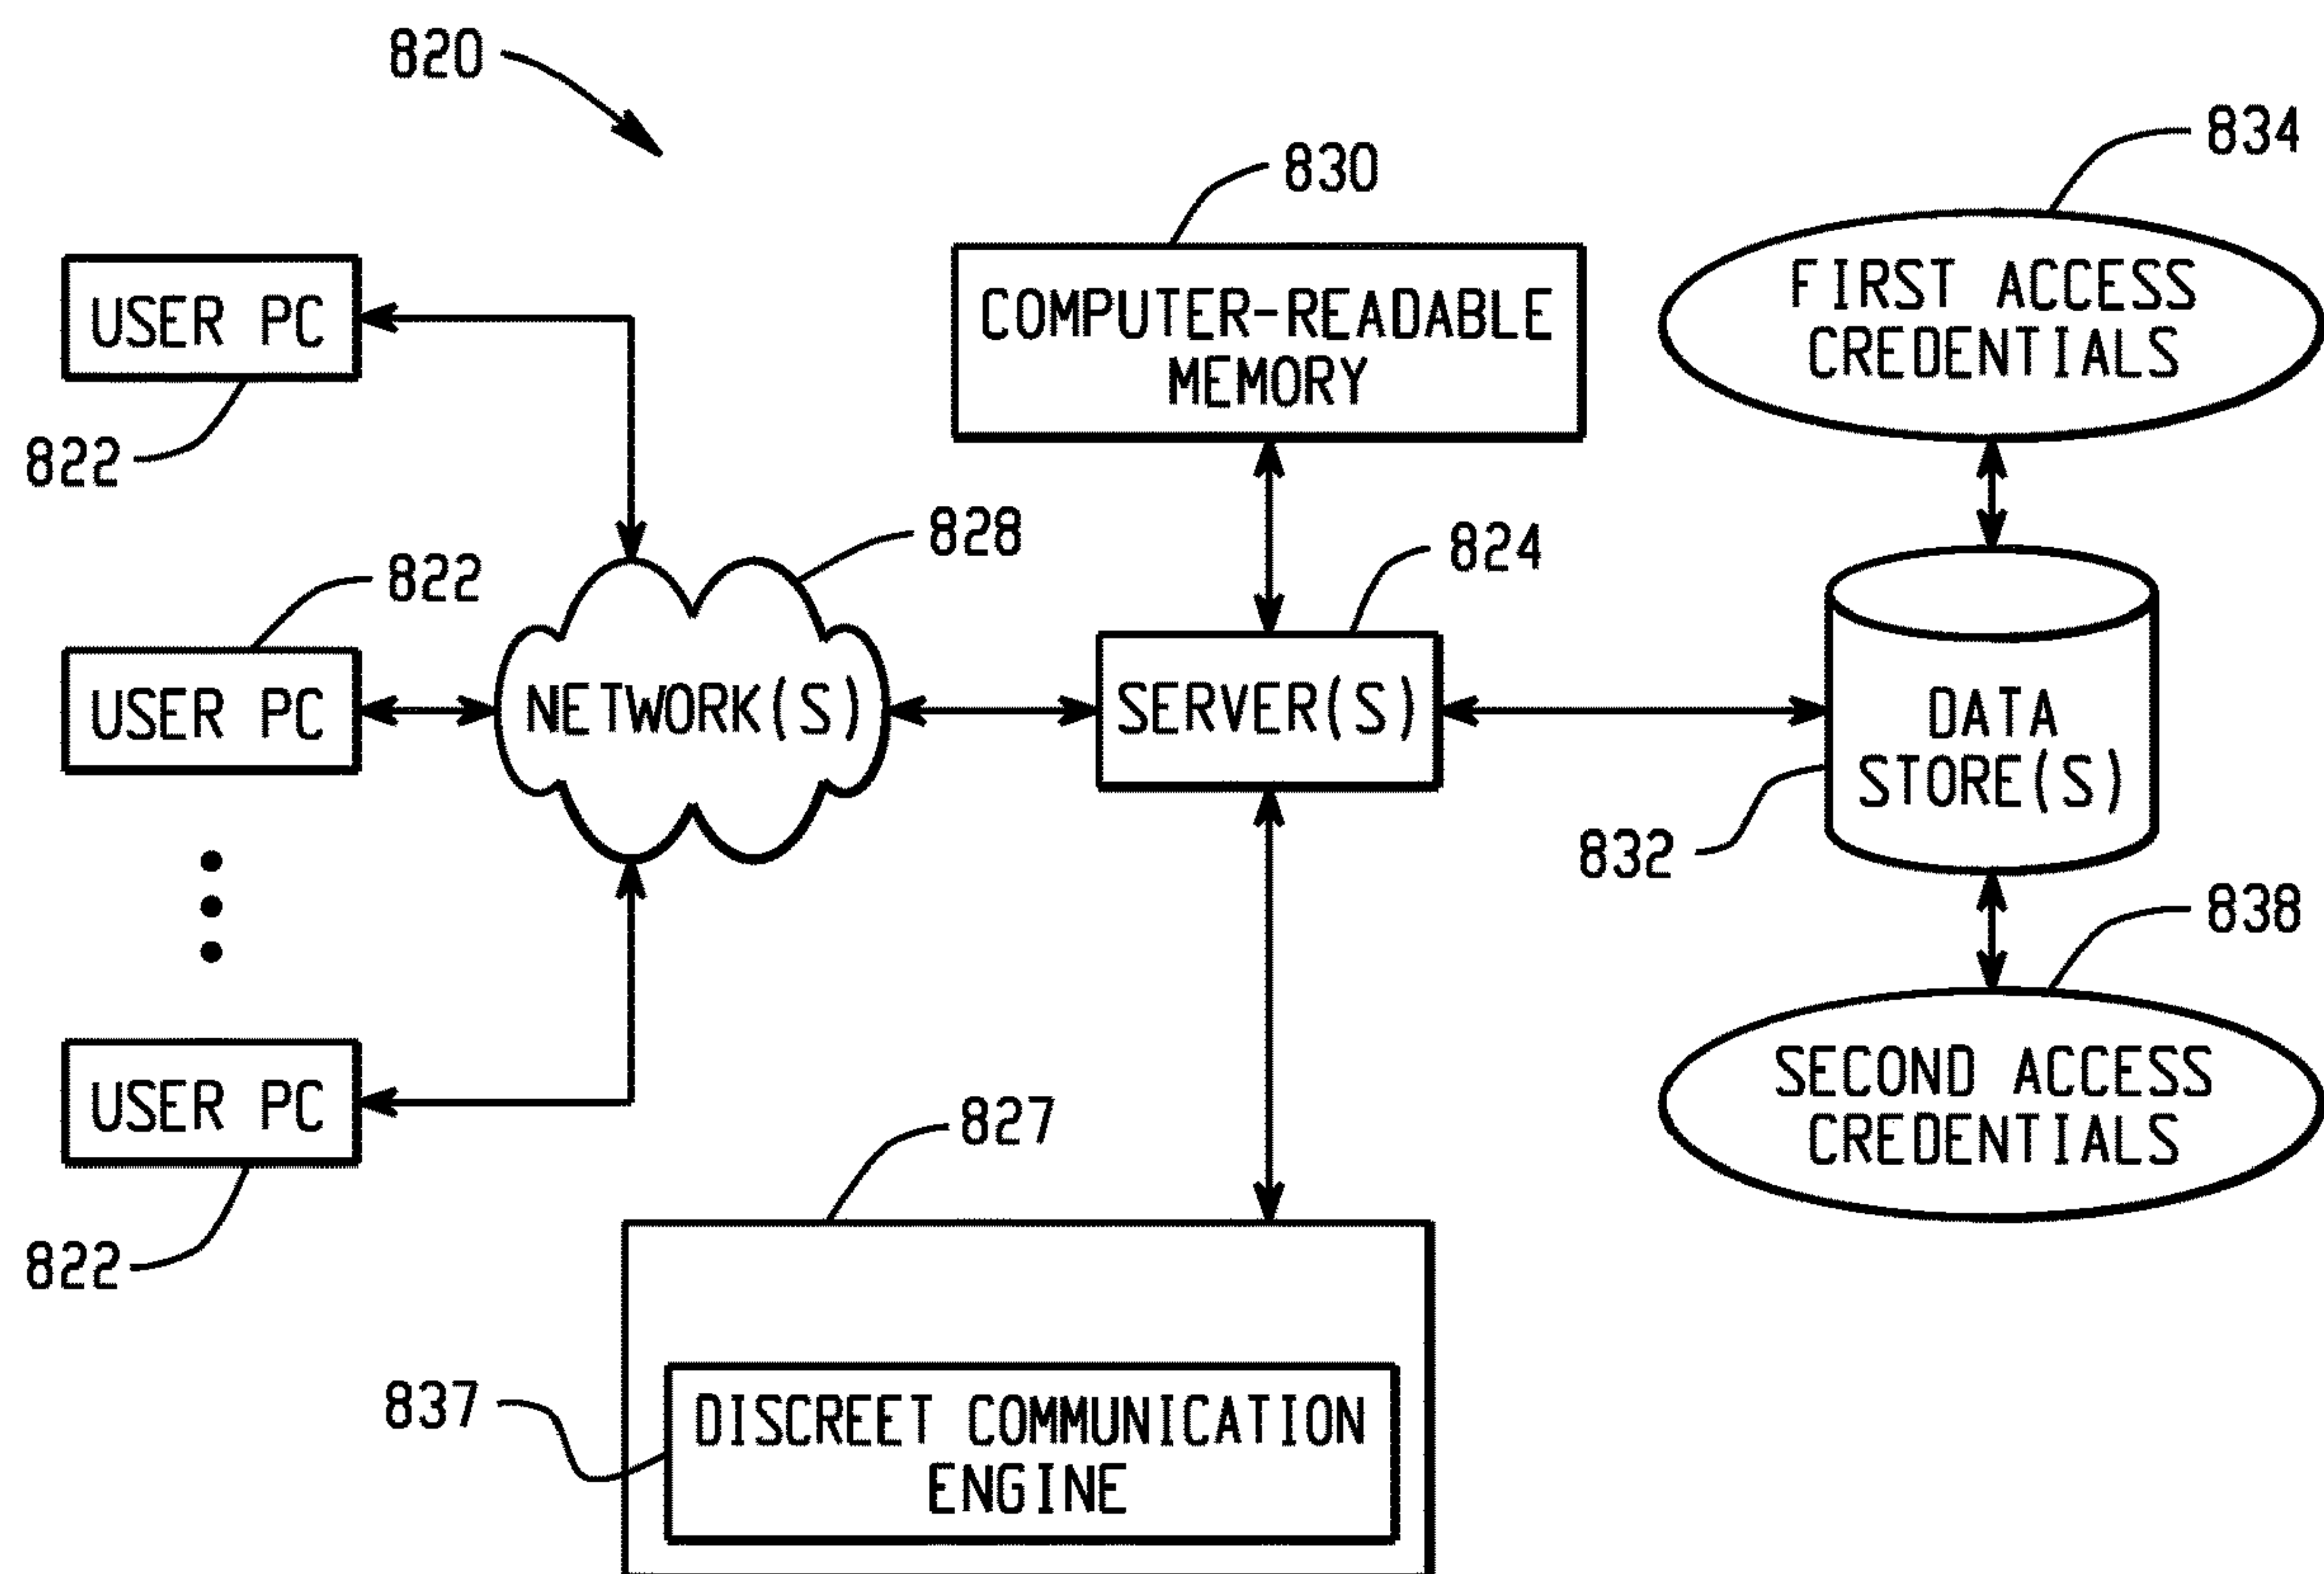 820
834
830
FIRST ACCESS
CREDENTIALS
USER PC
COMPUTER-READABLE
MEMORY
822
828
824
822
USER PC
NETWORK(S)
SERVER(S)
DATA
STORE(S)
832
838
USER PC
SECOND ACCESS
CREDENTIALS
827
822
837
DISCREET COMMUNICATION
ENGINE